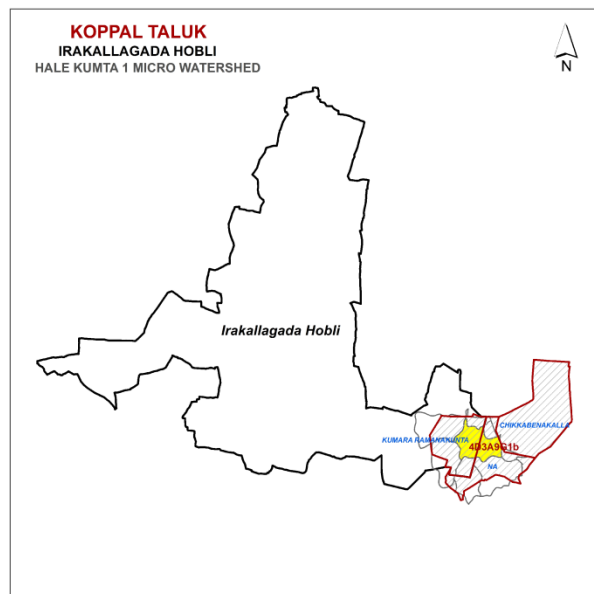 KOPPAL TALUK
IRAKALLAGADA HOBLI
HALE KUMTA 1 MICRO WATERSHED
N
Irakallagada Hobli
CHIKKABENAKALLA
KUMARA RAMANAKUNTA
4D3A9G1b
NA